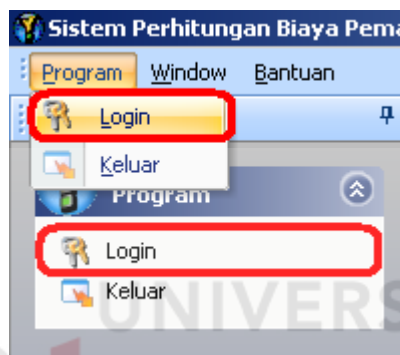 Sistem Perhitungan Biaya Pema
Program Window Bantuan
Login
Keluar
Program
Login
Keluar
UNIVERS